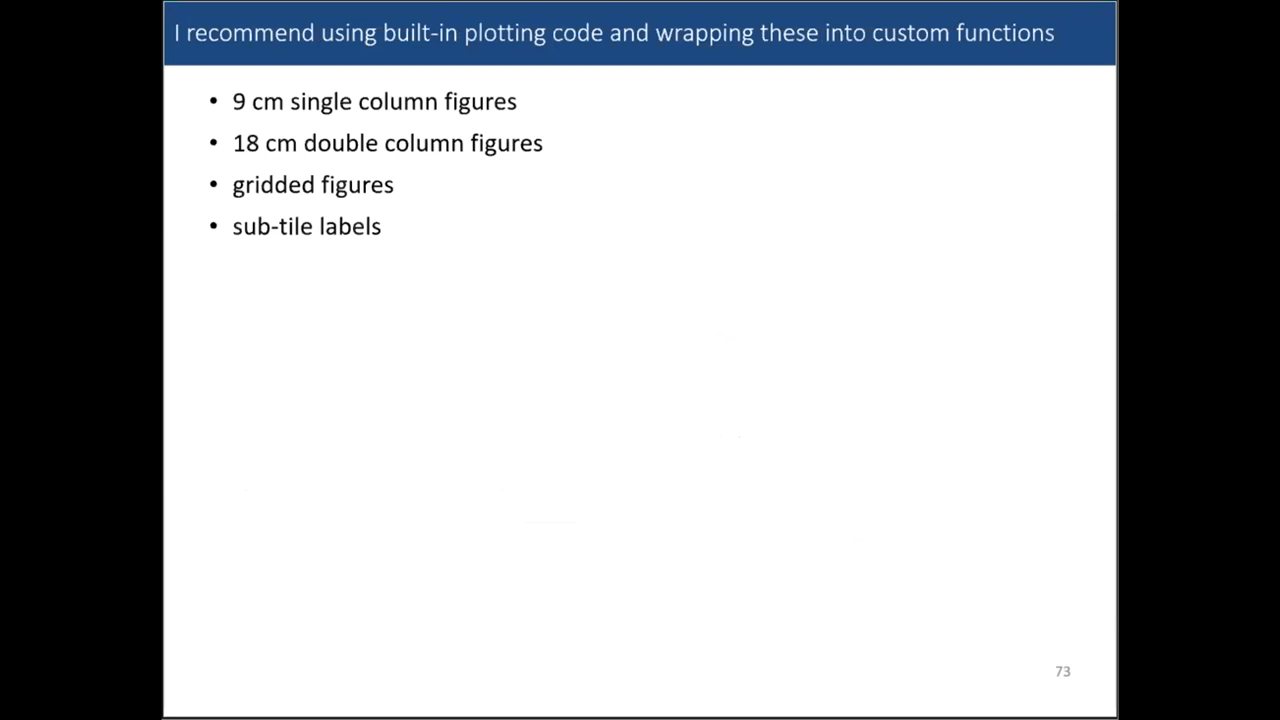 I recommend using built-in plotting code and wrapping these into custom functions
• 9 cm single column figures
• 18 cm double column figures
• gridded figures
• sub-tile labels
73